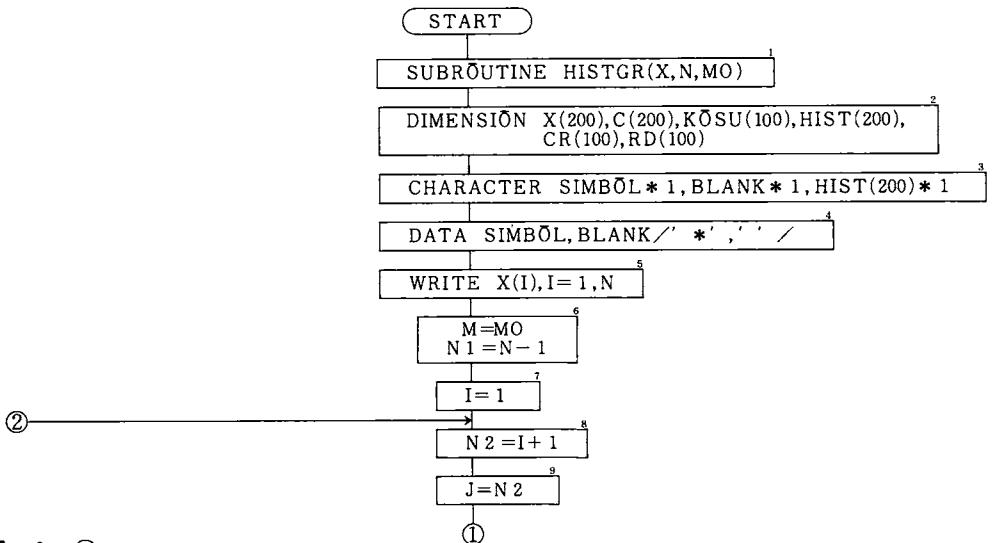 START
1
SUBRŌUTINE HISTGR(X,N,MO)
2
DIMENSIŌN X(200),C(200),KŌSU(100),HIST(200),
CR(100),RD(100)
3
CHARACTER SIMBŌL*1,BLANK*1,HIST(200)*1
4
DATA SIMBŌL,BLANK/' *',' ' /
5
WRITE X(I),I=1,N
6
M=MO
N1=N-1
7
I=1
②
8
N2=I+1
9
J=N2
①